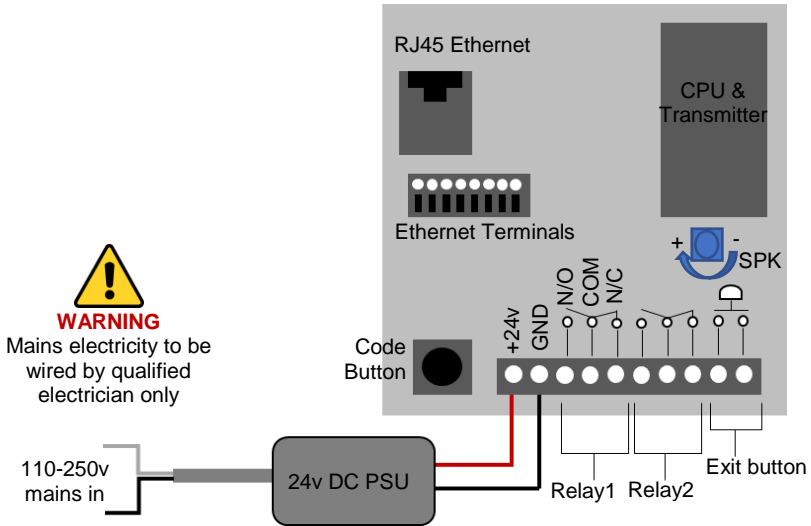 RJ45 Ethernet
CPU &
Transmitter
Ethernet Terminals
+
-
SPK
N/O
COM
N/C
+24v
GND
WARNING
Mains electricity to be
wired by qualified
electrician only
Code
Button
110-250v
mains in
24v DC PSU
Relay1
Relay2
Exit button